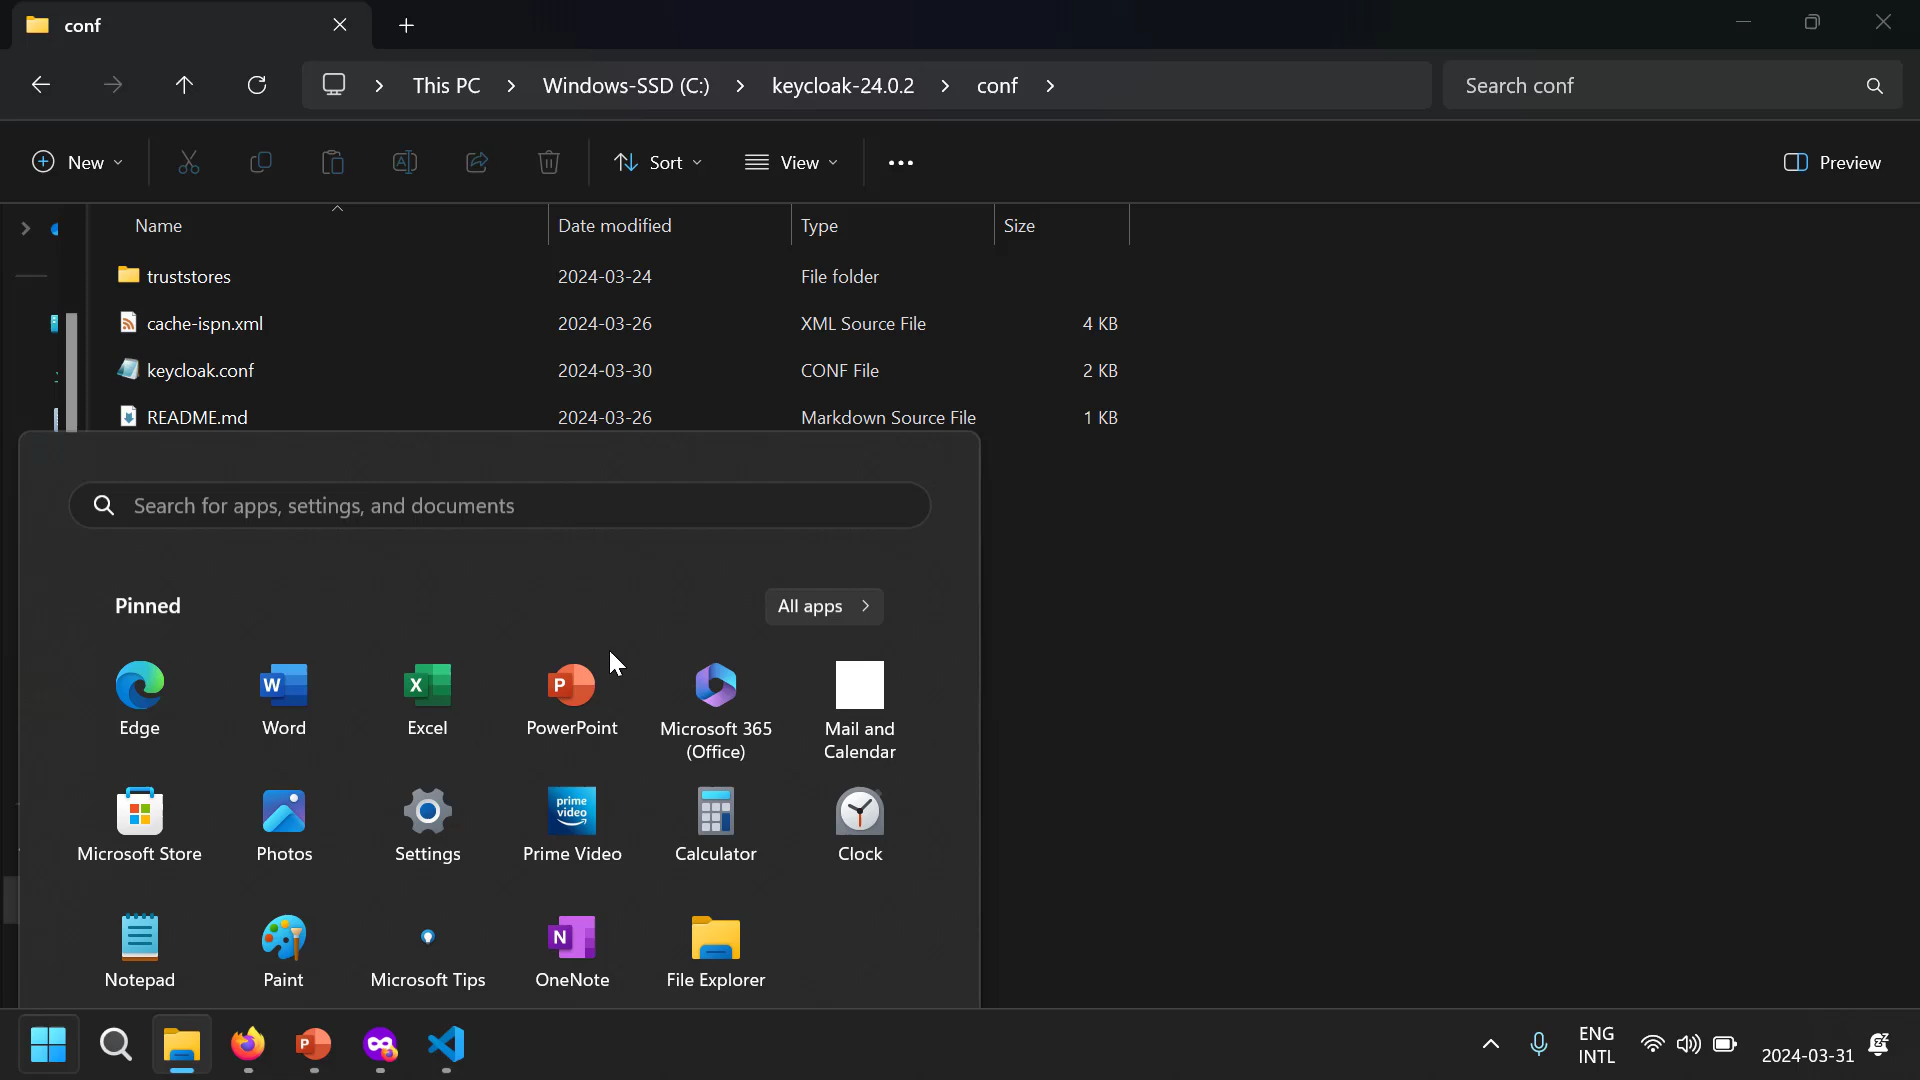 conf
This PC > Windows-SSD (C:) > keycloak-24.0.2 > conf >
Search conf
New
Sort
View
Preview
Name Date modified Type Size
truststores 2024-03-24 File folder
cache-ispn.xml 2024-03-26 XML Source File 4 KB
keycloak.conf 2024-03-30 CONF File 2 KB
README.md 2024-03-26 Markdown Source File 1 KB
Search for apps, settings, and documents
Pinned
All apps >
Edge
Word
Excel
PowerPoint
Microsoft 365
(Office)
Mail and
Calendar
prime
video
Microsoft Store
Photos
Settings
Prime Video
Calculator
Clock
Notepad
Paint
Microsoft Tips
OneNote
File Explorer
ENG
INTL
2024-03-31